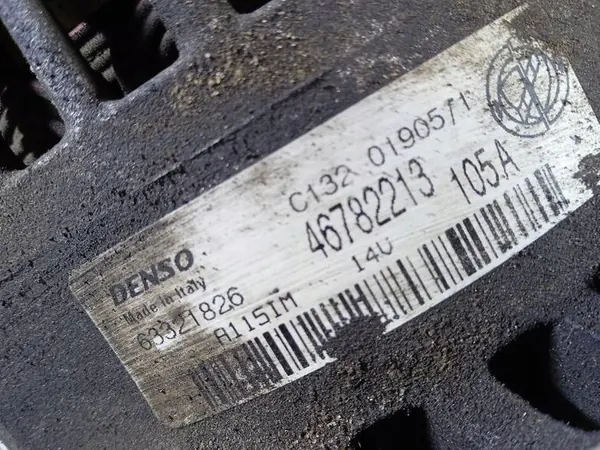 C132 0190571
46782213 105A
DENSO
Made in Italy
14V
63321826
A115IM